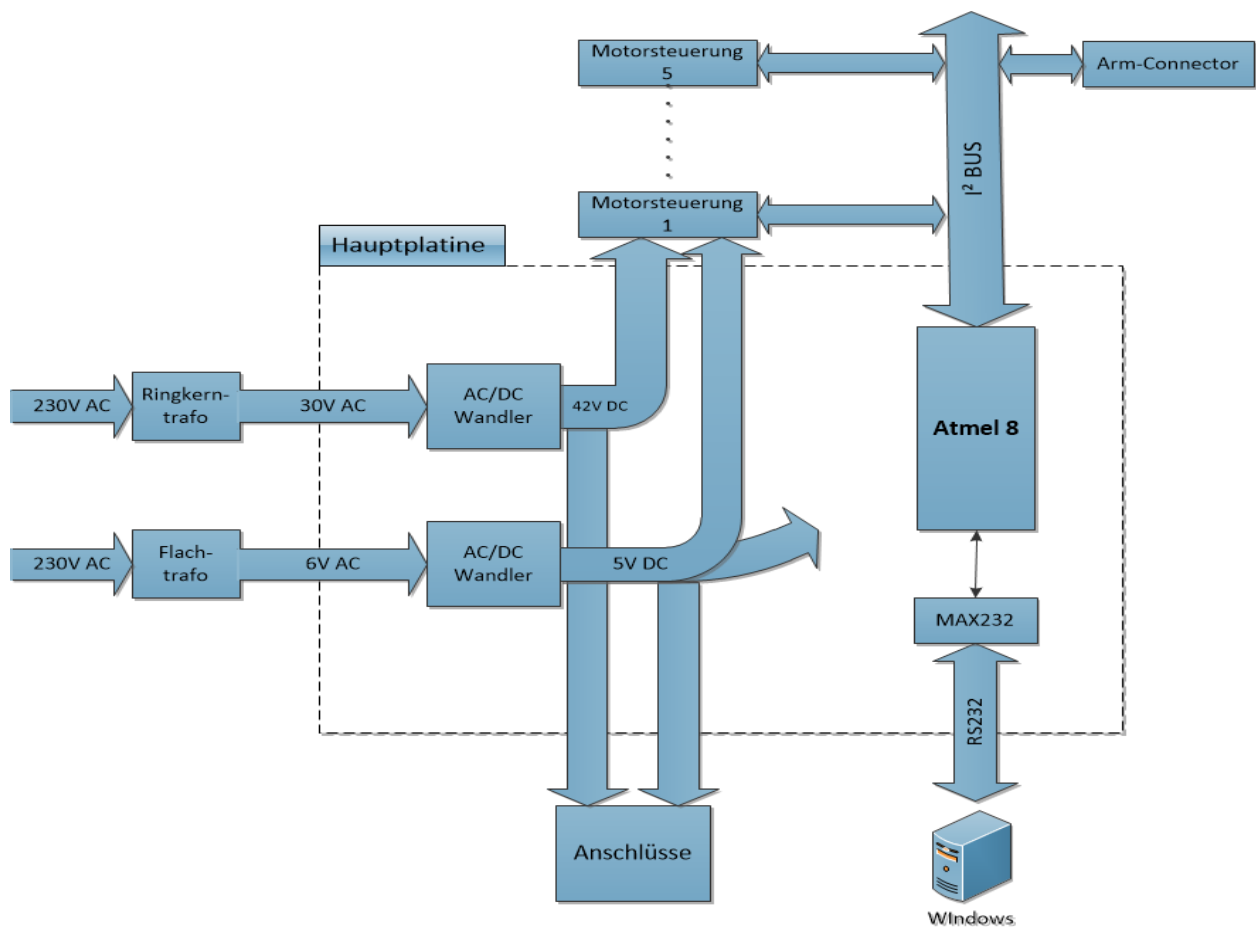 Motorsteuerung
5
Arm-Connector
I² BUS
Motorsteuerung
1
Hauptplatine
230V AC
Ringkern-
trafo
30V AC
AC/DC
Wandler
42V DC
Atmel 8
230V AC
Flach-
trafo
6V AC
AC/DC
Wandler
5V DC
MAX232
RS232
Anschlüsse
WIndows